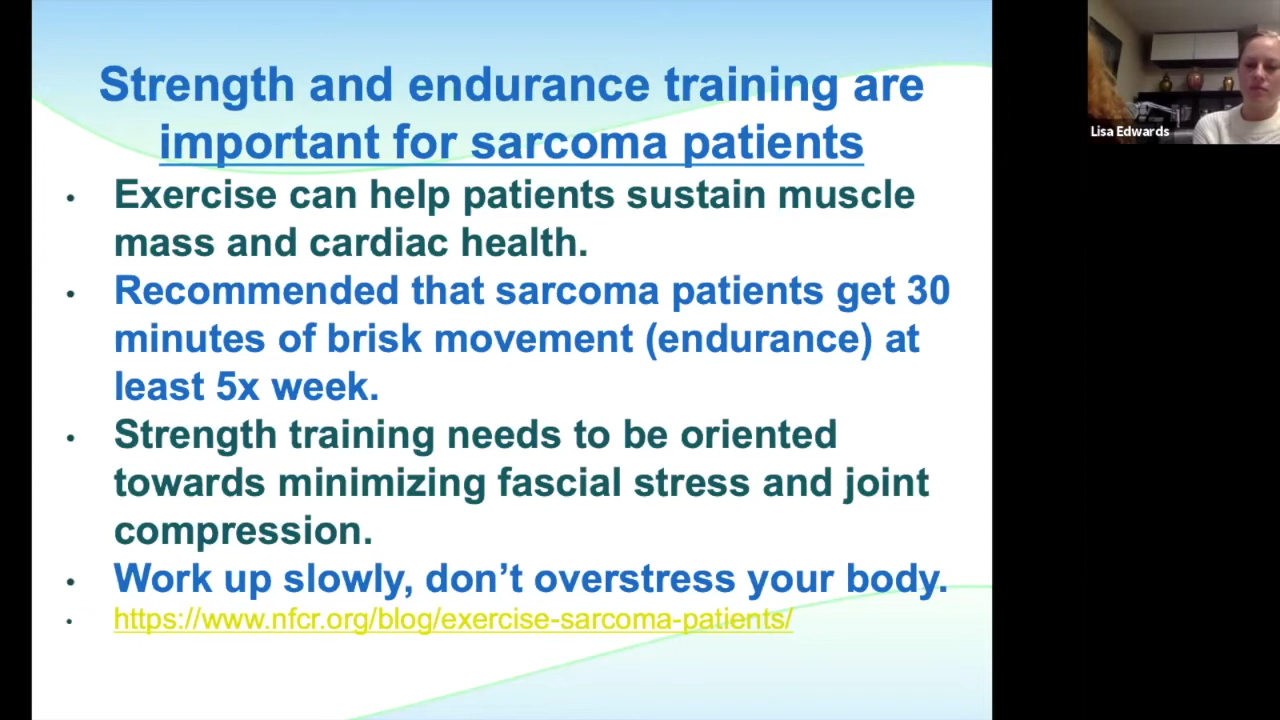 Strength and endurance training are
important for sarcoma patients
• Exercise can help patients sustain muscle
mass and cardiac health.
• Recommended that sarcoma patients get 30
minutes of brisk movement (endurance) at
least 5x week.
• Strength training needs to be oriented
towards minimizing fascial stress and joint
compression.
• Work up slowly, don’t overstress your body.
• https://www.nfcr.org/blog/exercise-sarcoma-patients/
Lisa Edwards